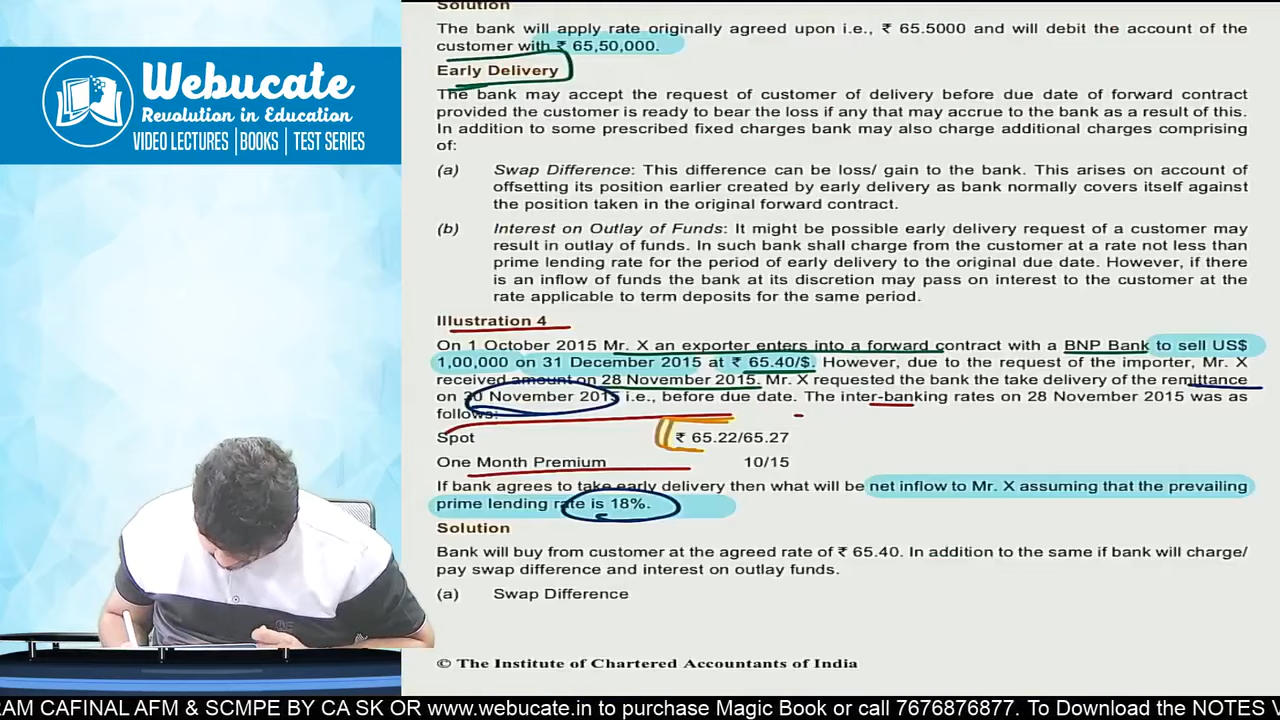 Solution
The bank will apply rate originally agreed upon i.e., ₹ 65.5000 and will debit the account of the
customer with ₹ 65,50,000.
Early Delivery
The bank may accept the request of customer of delivery before due date of forward contract
provided the customer is ready to bear the loss if any that may accrue to the bank as a result of this.
In addition to some prescribed fixed charges bank may also charge additional charges comprising
of:
(a) Swap Difference: This difference can be loss/ gain to the bank. This arises on account of
offsetting its position earlier created by early delivery as bank normally covers itself against
the position taken in the original forward contract.
(b) Interest on Outlay of Funds: It might be possible early delivery request of a customer may
result in outlay of funds. In such bank shall charge from the customer at a rate not less than
prime lending rate for the period of early delivery to the original due date. However, if there
is an inflow of funds the bank at its discretion may pass on interest to the customer at the
rate applicable to term deposits for the same period.
Illustration 4
On 1 October 2015 Mr. X an exporter enters into a forward contract with a BNP Bank to sell US$
1,00,000 on 31 December 2015 at ₹ 65.40/$. However, due to the request of the importer, Mr. X
received amount on 28 November 2015. Mr. X requested the bank the take delivery of the remittance
on 30 November 2015 i.e., before due date. The inter-banking rates on 28 November 2015 was as
follows:
Spot ₹ 65.22/65.27
One Month Premium 10/15
If bank agrees to take early delivery then what will be net inflow to Mr. X assuming that the prevailing
prime lending rate is 18%.
Solution
Bank will buy from customer at the agreed rate of ₹ 65.40. In addition to the same if bank will charge/
pay swap difference and interest on outlay funds.
(a) Swap Difference
© The Institute of Chartered Accountants of India
Webucate
Revolution in Education
VIDEO LECTURES | BOOKS | TEST SERIES
RAM CAFINAL AFM & SCMPE BY CA SK OR www.webucate.in to purchase Magic Book or call 7676876877. To Download the NOTES V